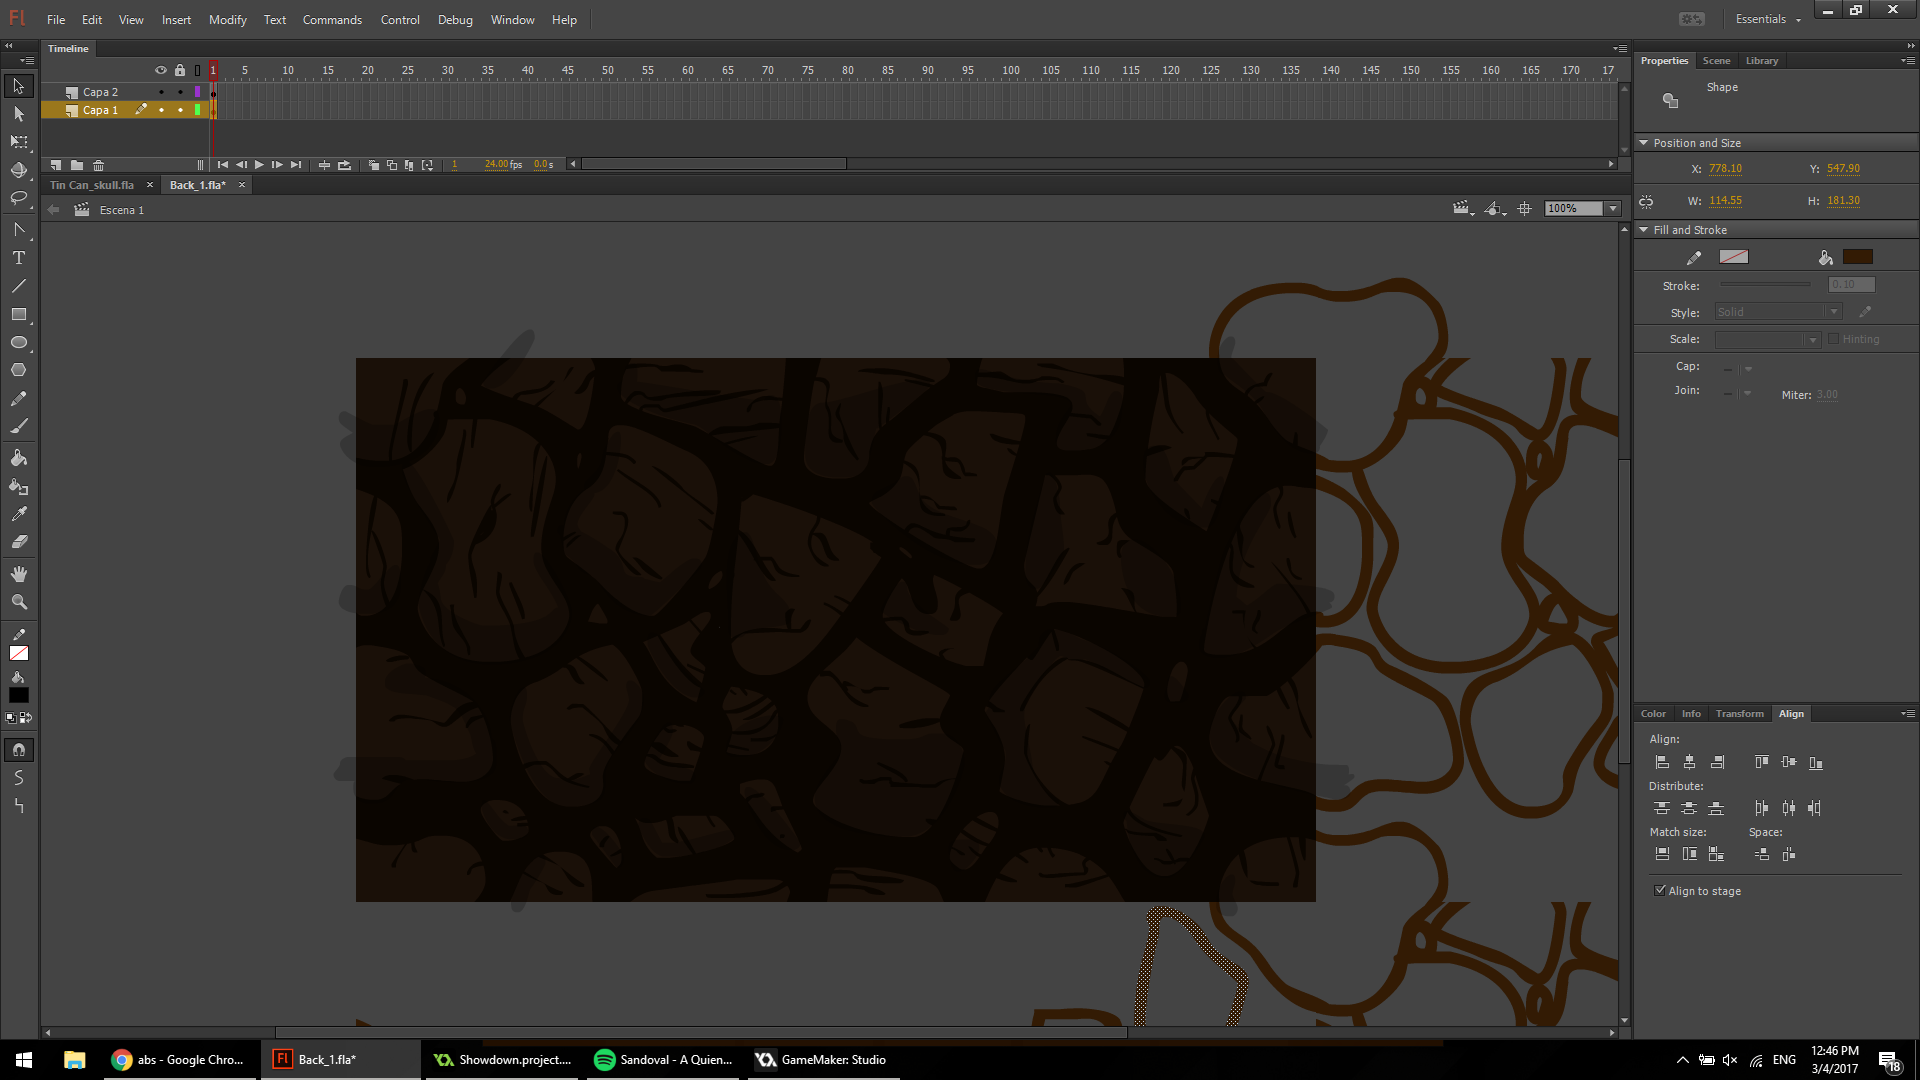 Fl File Edit View Insert Modify Control Text Commands Control Debug Window Help Essentials
Timeline
1 5 10 15 20 25 30 35 40 45 50 55 60 65 70 75 80 85 90 95 100 105 110 115 120 125 130 135 140 145 150 155 160 165 170 17
Capa 2
Capa 1
1 24.00 fps 0.0 s
Tin Can_skull.fla Back_1.fla*
Escena 1 100%
Properties Scene Library
Shape
Position and Size
X: 778.10 Y: 547.90
W: 114.55 H: 181.30
Fill and Stroke
Stroke: 0.10
Style: Solid
Scale: Hinting
Cap:
Join: Miter: 3.00
Color Info Transform Align
Align:
Distribute:
Match size: Space:
Align to stage
abs - Google Chro... Fl Back_1.fla* Showdown.project.... Sandoval - A Quien... GameMaker: Studio
ENG
12:46 PM
3/4/2017
18